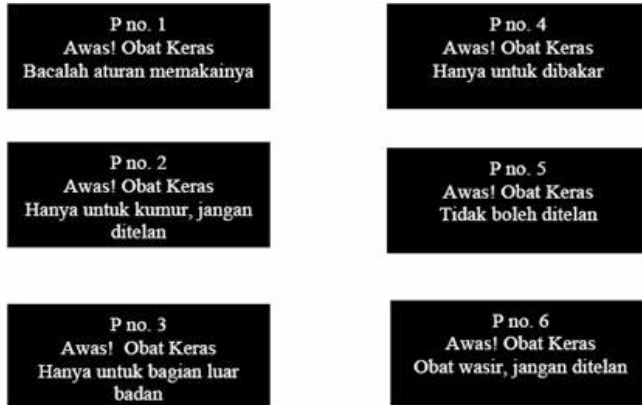 P no. 1
Awas! Obat Keras
Bacalah aturan memakainya
P no. 2
Awas! Obat Keras
Hanya untuk kumur, jangan
ditelan
P no. 3
Awas! Obat Keras
Hanya untuk bagian luar
badan
P no. 4
Awas! Obat Keras
Hanya untuk dibakar
P no. 5
Awas! Obat Keras
Tidak boleh ditelan
P no. 6
Awas! Obat Keras
Obat wasir, jangan ditelan